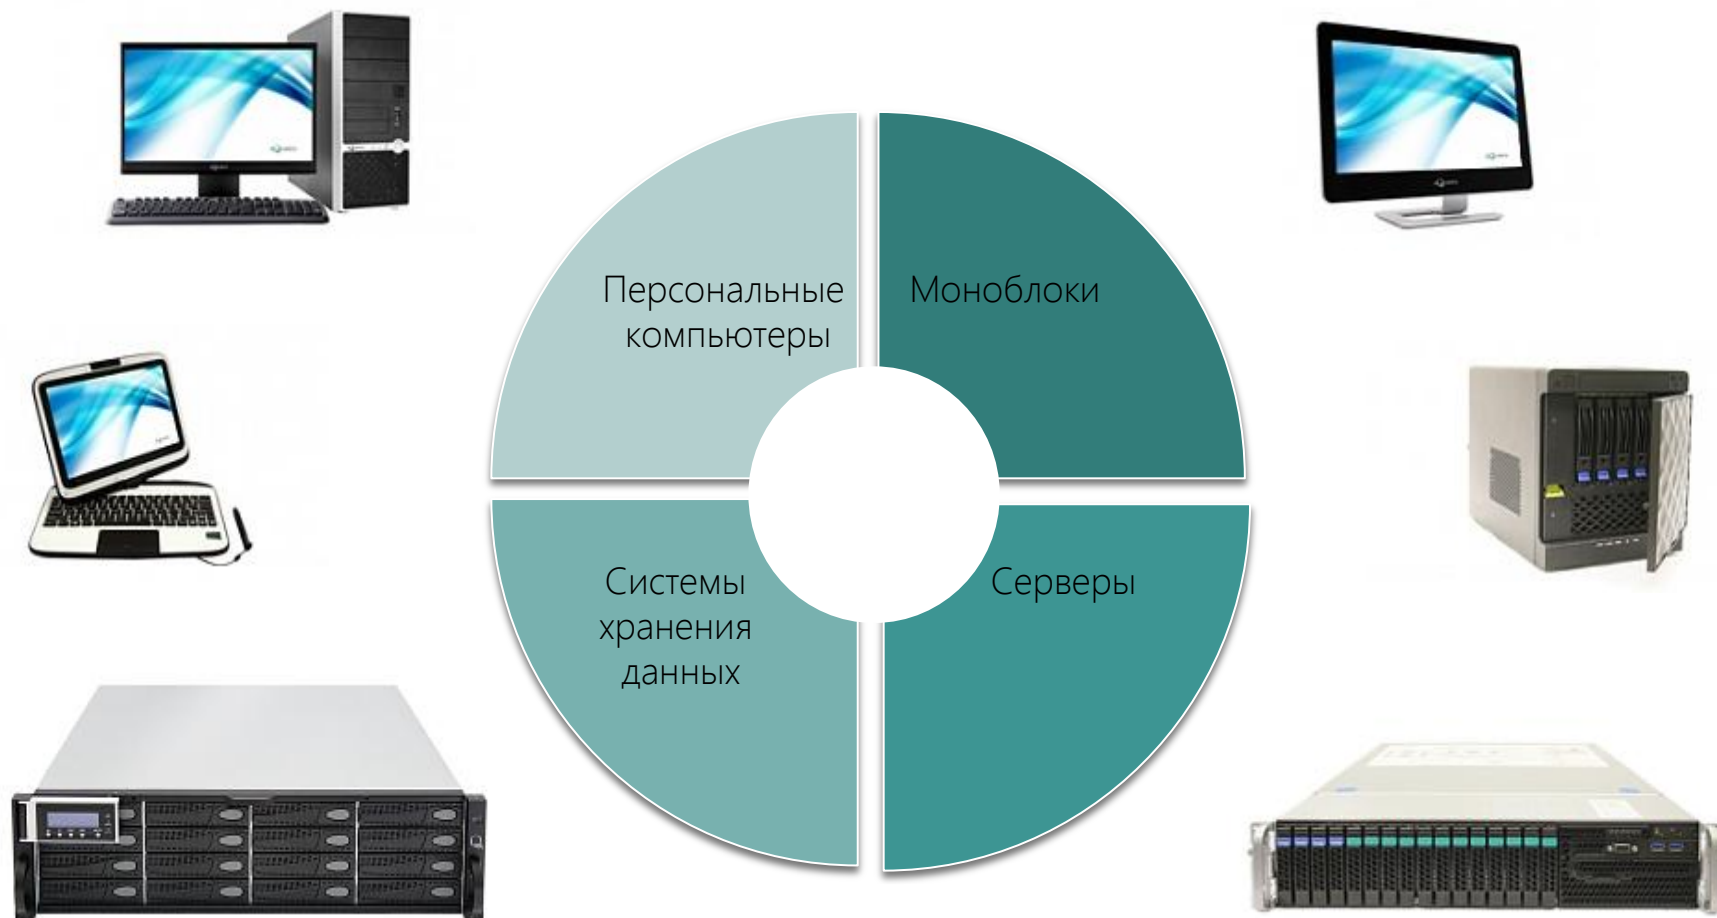 Персональные
компьютеры
Моноблоки
Системы
хранения
данных
Серверы